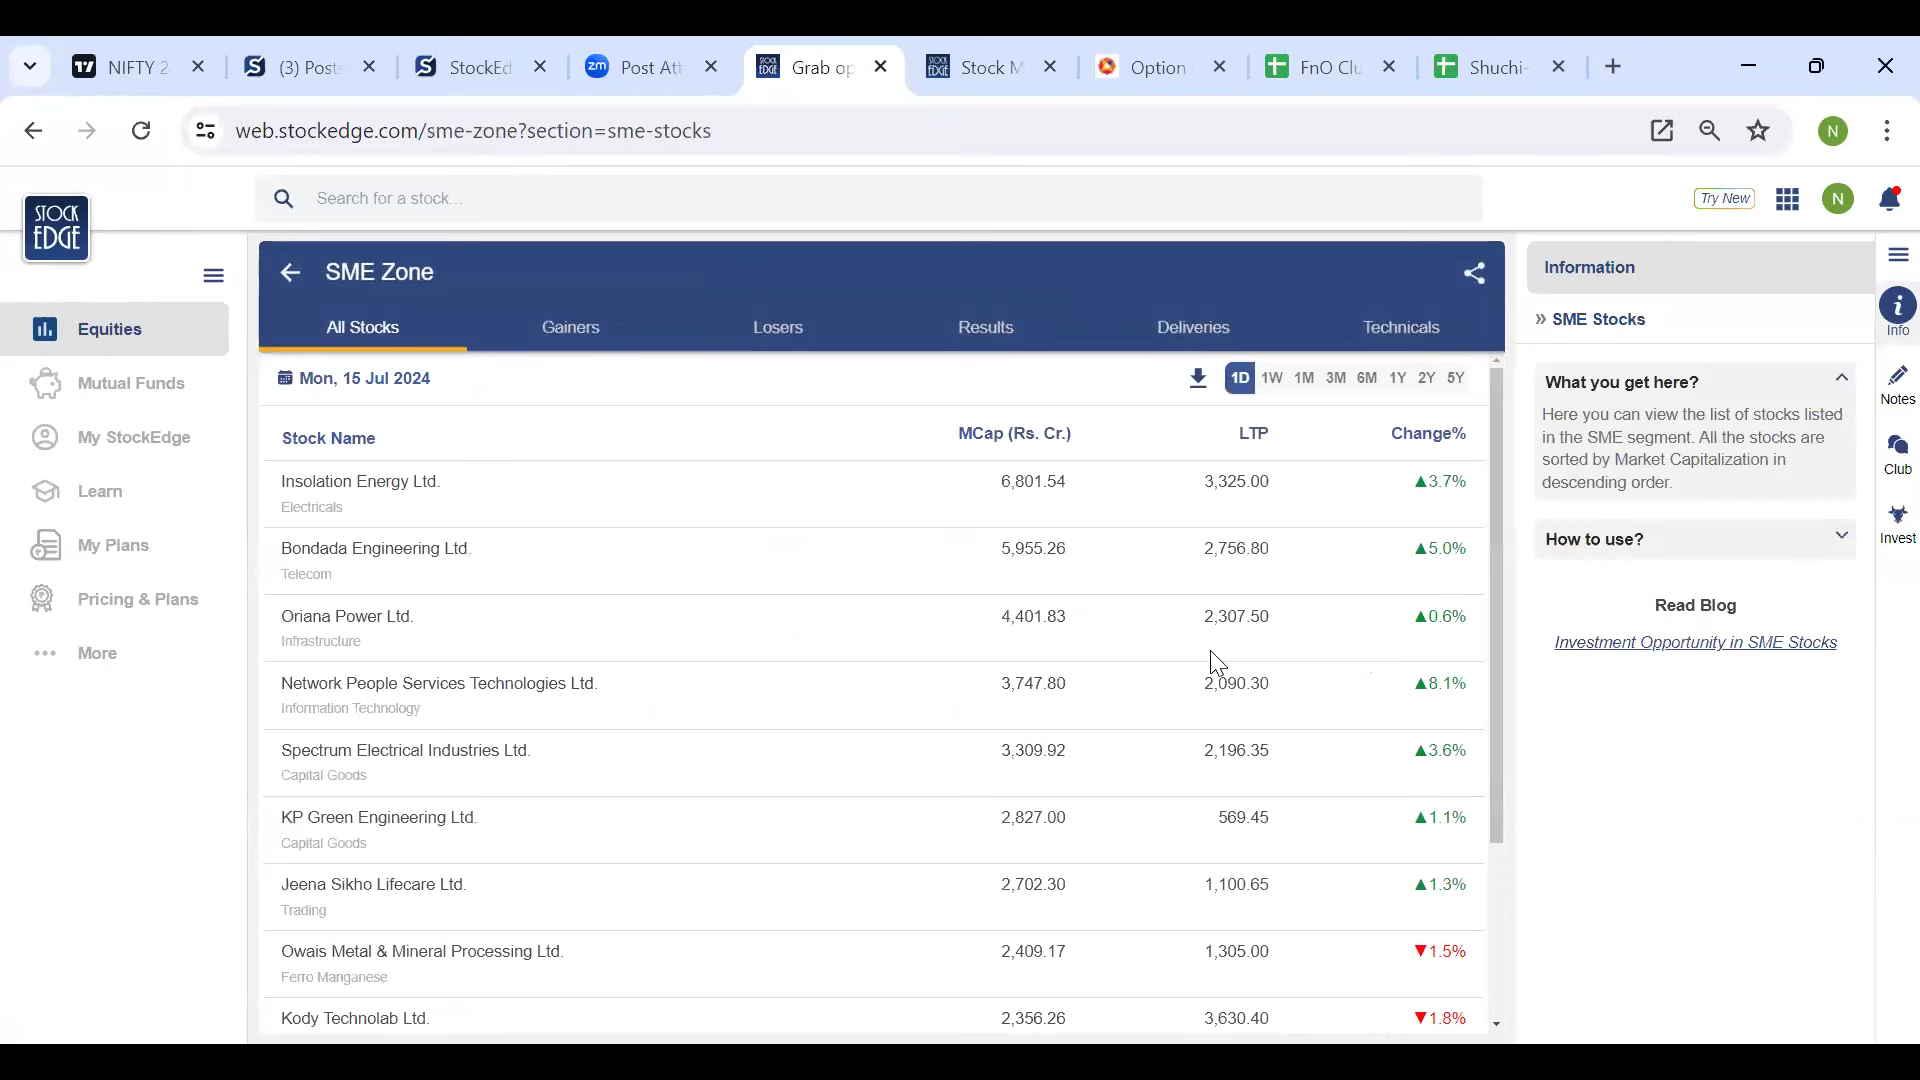 NIFTY 2
(3) Posts
StockEd
zm Post Att
STOCK EDGE Grab op
STOCK EDGE Stock M
Option
FnO Clu
Shuchi-
web.stockedge.com/sme-zone?section=sme-stocks
N
STOCK
EDGE
Search for a stock...
Try New
N
Equities
Mutual Funds
My StockEdge
Learn
My Plans
Pricing & Plans
More
SME Zone
All Stocks Gainers Losers Results Deliveries Technicals
Mon, 15 Jul 2024 1D 1W 1M 3M 6M 1Y 2Y 5Y
Stock Name MCap (Rs. Cr.) LTP Change%
Insolation Energy Ltd. 6,801.54 3,325.00 ▲3.7%
Electricals
Bondada Engineering Ltd. 5,955.26 2,756.80 ▲5.0%
Telecom
Oriana Power Ltd. 4,401.83 2,307.50 ▲0.6%
Infrastructure
Network People Services Technologies Ltd. 3,747.80 2,090.30 ▲8.1%
Information Technology
Spectrum Electrical Industries Ltd. 3,309.92 2,196.35 ▲3.6%
Capital Goods
KP Green Engineering Ltd. 2,827.00 569.45 ▲1.1%
Capital Goods
Jeena Sikho Lifecare Ltd. 2,702.30 1,100.65 ▲1.3%
Trading
Owais Metal & Mineral Processing Ltd. 2,409.17 1,305.00 ▼1.5%
Ferro Manganese
Kody Technolab Ltd. 2,356.26 3,630.40 ▼1.8%
Information
» SME Stocks
What you get here?
Here you can view the list of stocks listed
in the SME segment. All the stocks are
sorted by Market Capitalization in
descending order.
How to use?
Read Blog
Investment Opportunity in SME Stocks
Info
Notes
Club
Invest